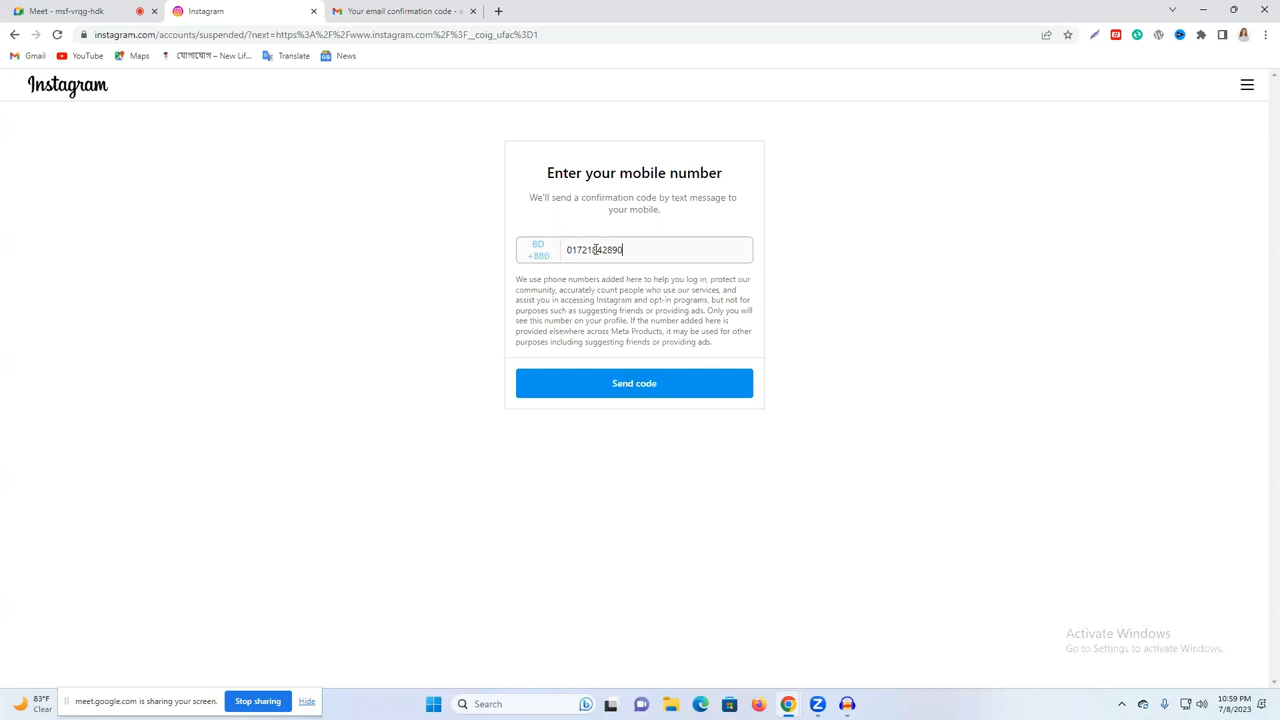 Meet - msf-vrqg-hdk
Instagram
Your email confirmation code - a
instagram.com/accounts/suspended/?next=https%3A%2F%2Fwww.instagram.com%2F%3F__coig_ufac%3D1
Gmail YouTube Maps যোগাযোগ – New Lif... Translate News
Instagram
Enter your mobile number
We'll send a confirmation code by text message to
your mobile.
BD
+880
01721842890
We use phone numbers added here to help you log in, protect our
community, accurately count people who use our services, and
assist you in accessing Instagram and opt-in programs, but not for
purposes such as suggesting friends or providing ads. Only you will
see this number on your profile. If the number added here is
provided elsewhere across Meta Products, it may be used for other
purposes including suggesting friends or providing ads.
Send code
Activate Windows
Go to Settings to activate Windows.
83°F
Clear
meet.google.com is sharing your screen.
Stop sharing
Hide
Search
10:59 PM
7/8/2023